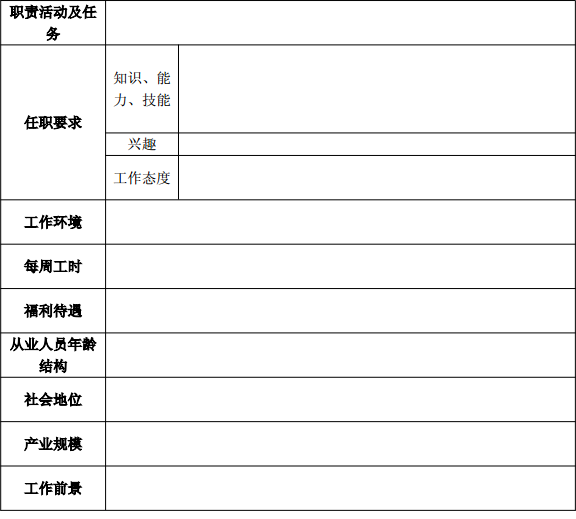 职责活动及任
务
任职要求
知识、能
力、技能
兴趣
工作态度
工作环境
每周工时
福利待遇
从业人员年龄
结构
社会地位
产业规模
工作前景